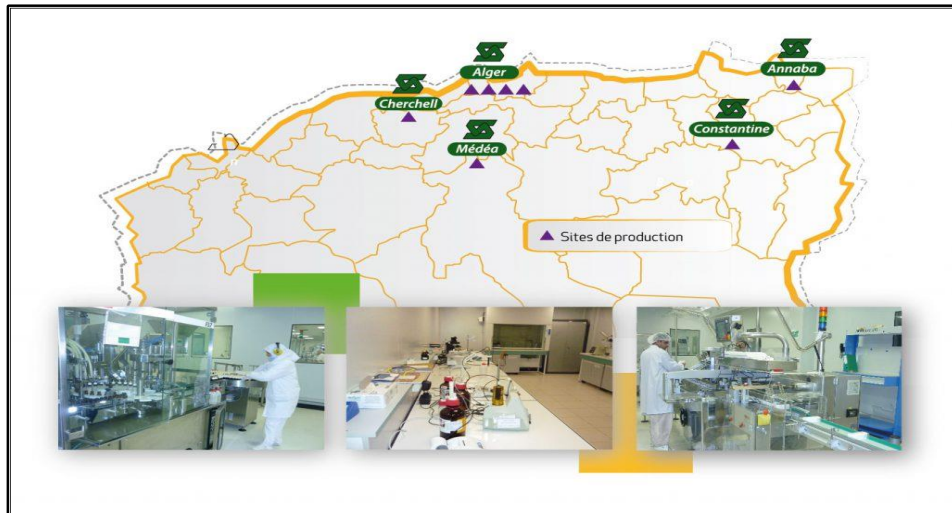 Alger
Annaba
Cherchell
Constantine
Médéa
Sites de production